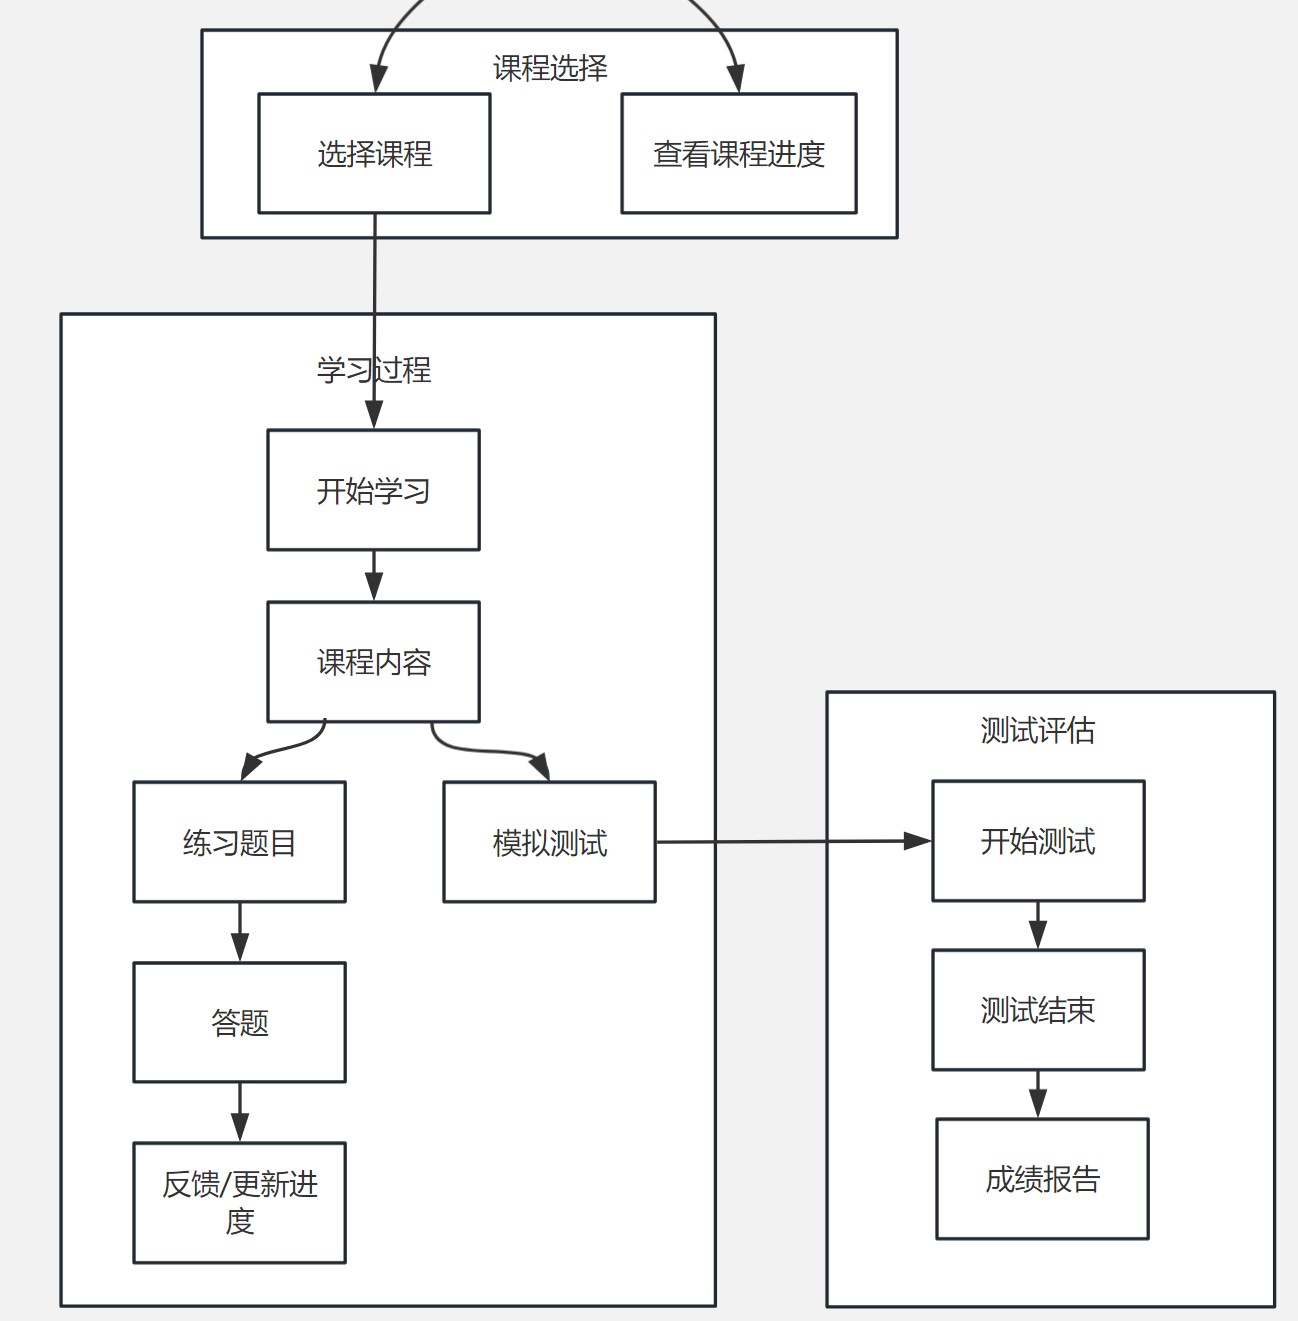 课程选择
选择课程
查看课程进度
学习过程
开始学习
课程内容
练习题目
模拟测试
答题
反馈/更新进
度
测试评估
开始测试
测试结束
成绩报告